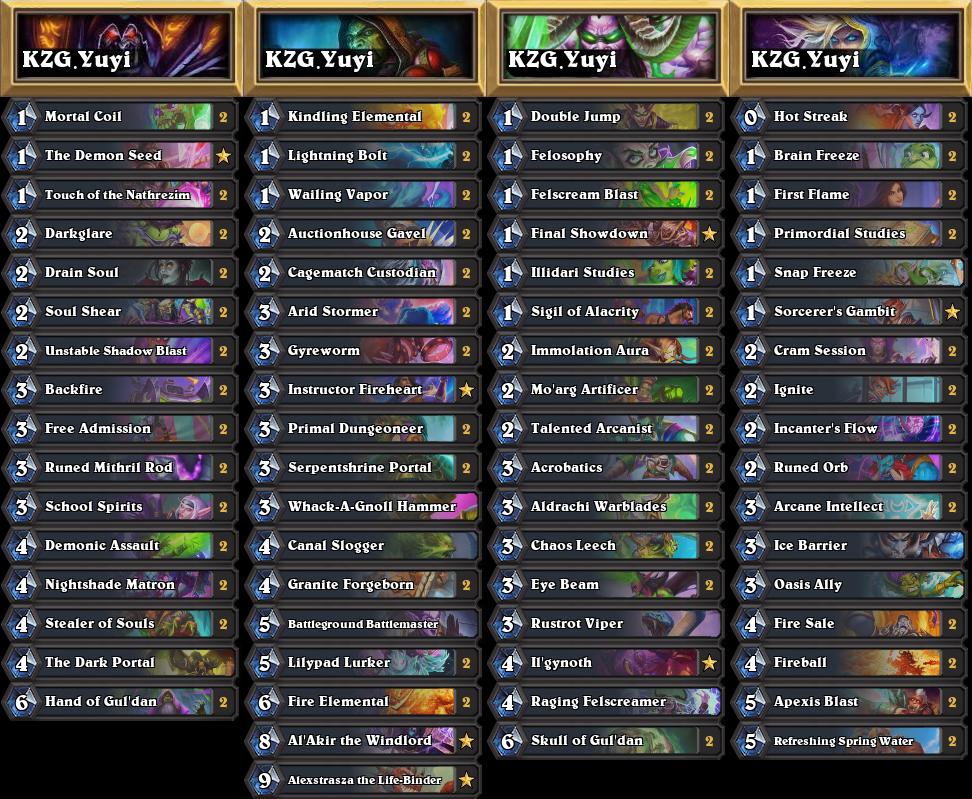 KZG.Yuyi
1 Mortal Coil 2
1 The Demon Seed
1 Touch of the Nathrezim 2
2 Darkglare 2
2 Drain Soul 2
2 Soul Shear 2
2 Unstable Shadow Blast 2
3 Backfire 2
3 Free Admission 2
3 Runed Mithril Rod 2
3 School Spirits 2
4 Demonic Assault 2
4 Nightshade Matron 2
4 Stealer of Souls 2
4 The Dark Portal
6 Hand of Gul'dan 2
KZG.Yuyi
1 Kindling Elemental 2
1 Lightning Bolt 2
1 Wailing Vapor 2
2 Auctionhouse Gavel 2
2 Cagematch Custodian 2
3 Arid Stormer 2
3 Gyreworm 2
3 Instructor Fireheart
3 Primal Dungeoneer 2
3 Serpentshrine Portal 2
3 Whack-A-Gnoll Hammer
4 Canal Slogger 2
4 Granite Forgeborn 2
5 Battleground Battlemaster
5 Lilypad Lurker 2
6 Fire Elemental 2
8 Al'Akir the Windlord
9 Alexstrasza the Life-Binder
KZG.Yuyi
1 Double Jump 2
1 Felosophy 2
1 Felscream Blast 2
1 Final Showdown
1 Illidari Studies 2
1 Sigil of Alacrity 2
2 Immolation Aura 2
2 Mo'arg Artificer 2
2 Talented Arcanist 2
3 Acrobatics 2
3 Aldrachi Warblades 2
3 Chaos Leech 2
3 Eye Beam 2
3 Rustrot Viper
4 Il'gynoth
4 Raging Felscreamer
6 Skull of Gul'dan 2
KZG.Yuyi
0 Hot Streak 2
1 Brain Freeze 2
1 First Flame 2
1 Primordial Studies 2
1 Snap Freeze
1 Sorcerer's Gambit
2 Cram Session 2
2 Ignite 2
2 Incanter's Flow 2
2 Runed Orb 2
3 Arcane Intellect 2
3 Ice Barrier
3 Oasis Ally
4 Fire Sale 2
4 Fireball 2
5 Apexis Blast 2
5 Refreshing Spring Water 2